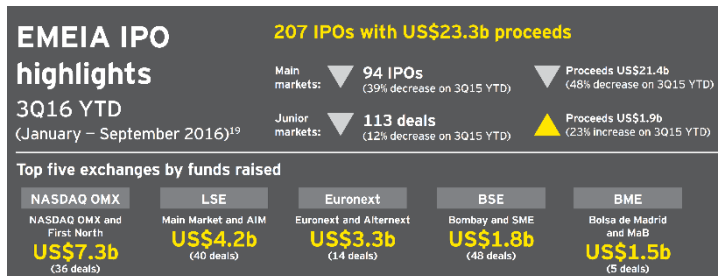 EMEIA IPO
highlights
3Q16 YTD
(January – September 2016)19
207 IPOs with US$23.3b proceeds
Main
markets:
94 IPOs
(39% decrease on 3Q15 YTD)
Proceeds US$21.4b
(48% decrease on 3Q15 YTD)
Junior
markets:
113 deals
(12% decrease on 3Q15 YTD)
Proceeds US$1.9b
(23% increase on 3Q15 YTD)
Top five exchanges by funds raised
NASDAQ OMX
NASDAQ OMX and
First North
US$7.3b
(36 deals)
LSE
Main Market and AIM
US$4.2b
(40 deals)
Euronext
Euronext and Alternext
US$3.3b
(14 deals)
BSE
Bombay and SME
US$1.8b
(48 deals)
BME
Bolsa de Madrid
and MaB
US$1.5b
(5 deals)